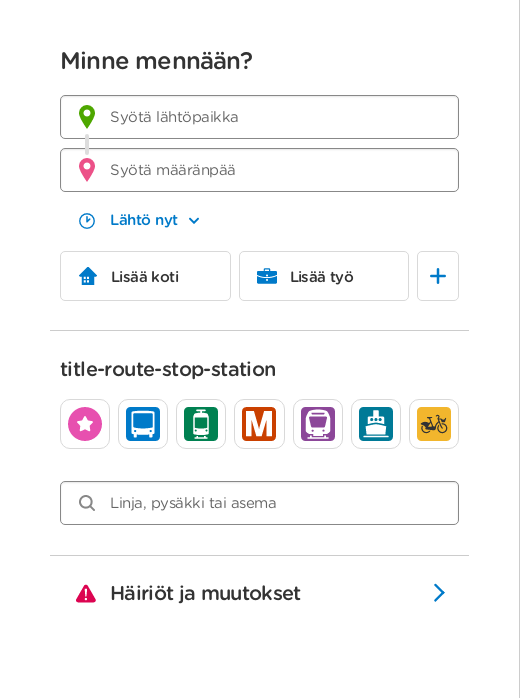 Minne mennään?
Syötä lähtöpaikka
Syötä määränpää
Lähtö nyt
Lisää koti
Lisää työ
title-route-stop-station
M
Linja, pysäkki tai asema
Häiriöt ja muutokset